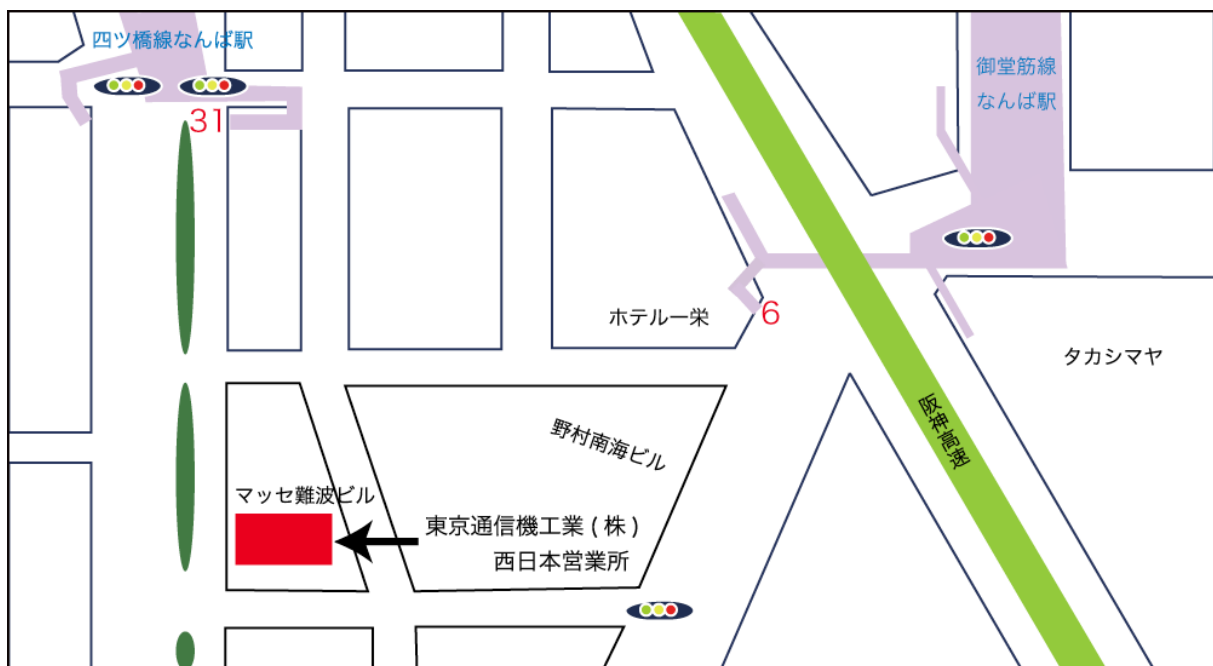 四ツ橋線なんば駅
御堂筋線
なんば駅
31
ホテル一栄
6
タカシマヤ
阪神高速
野村南海ビル
マッセ難波ビル
東京通信機工業(株)
西日本営業所